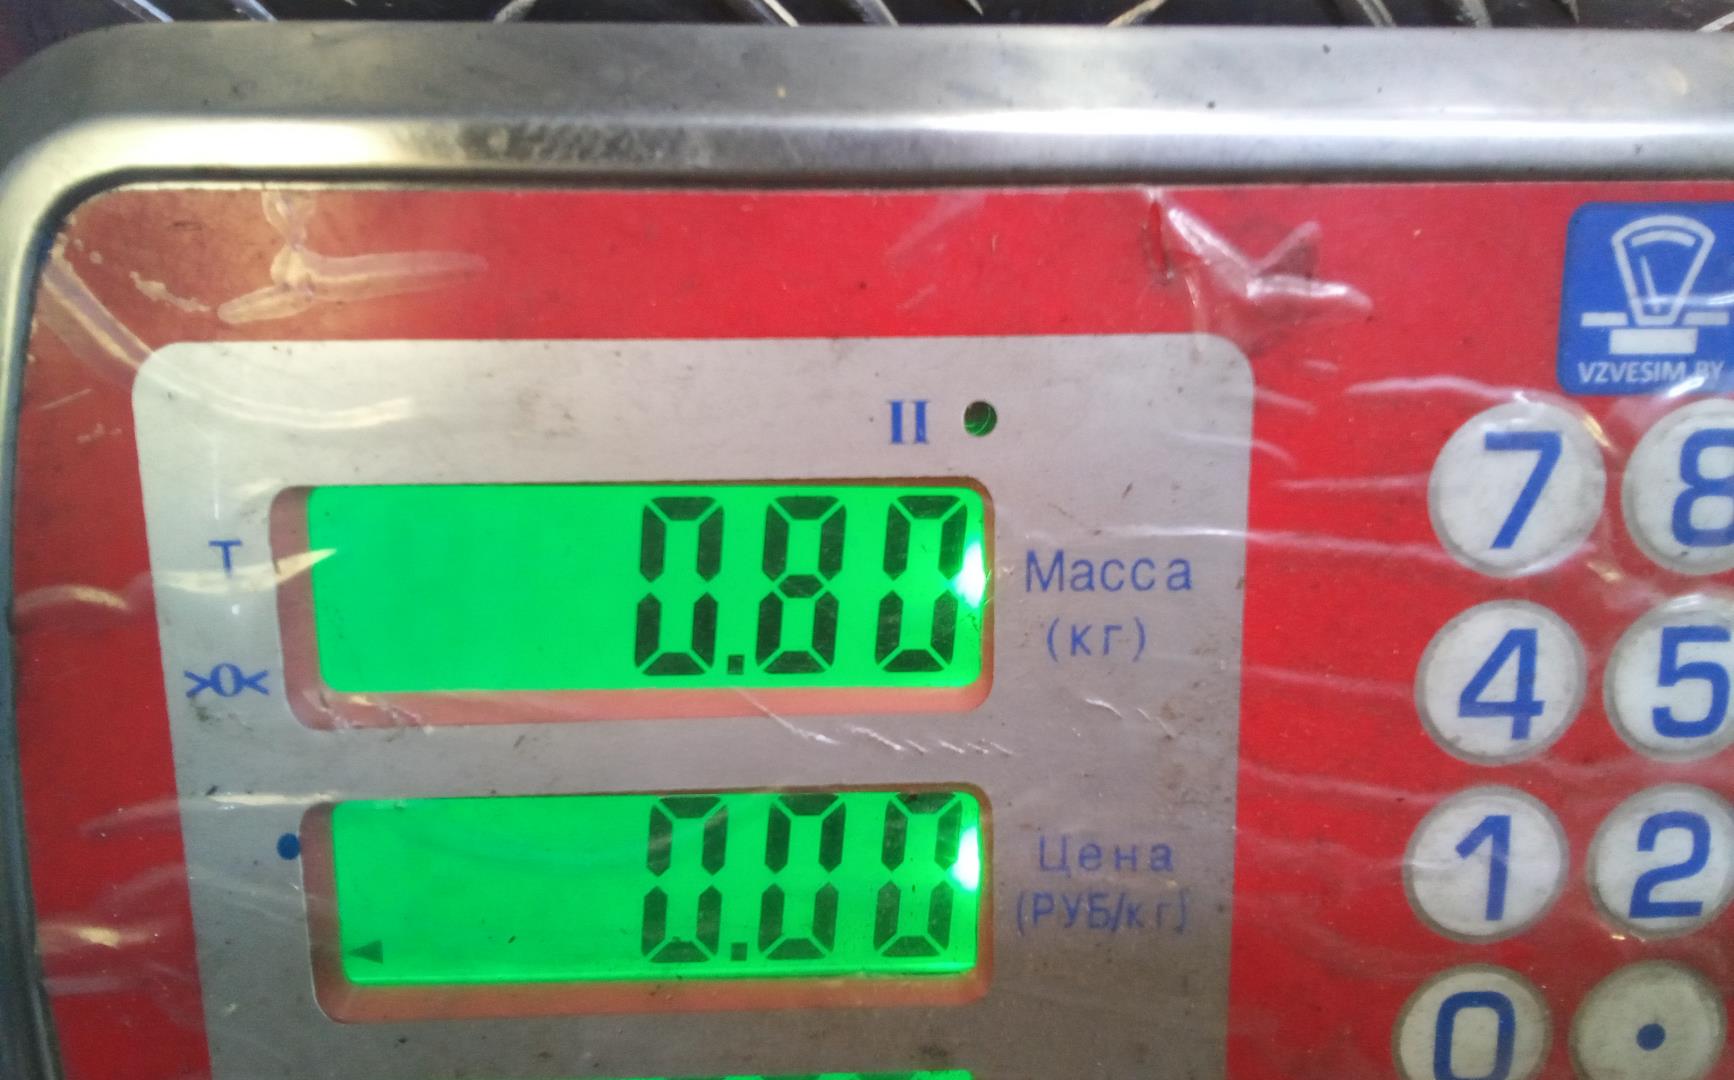 VZVESIM.BY
II
7 8
T
0.80
Масса
(кг)
>0<
4 5
0.00
Цена
(РУБ/кг)
1 2
0 .